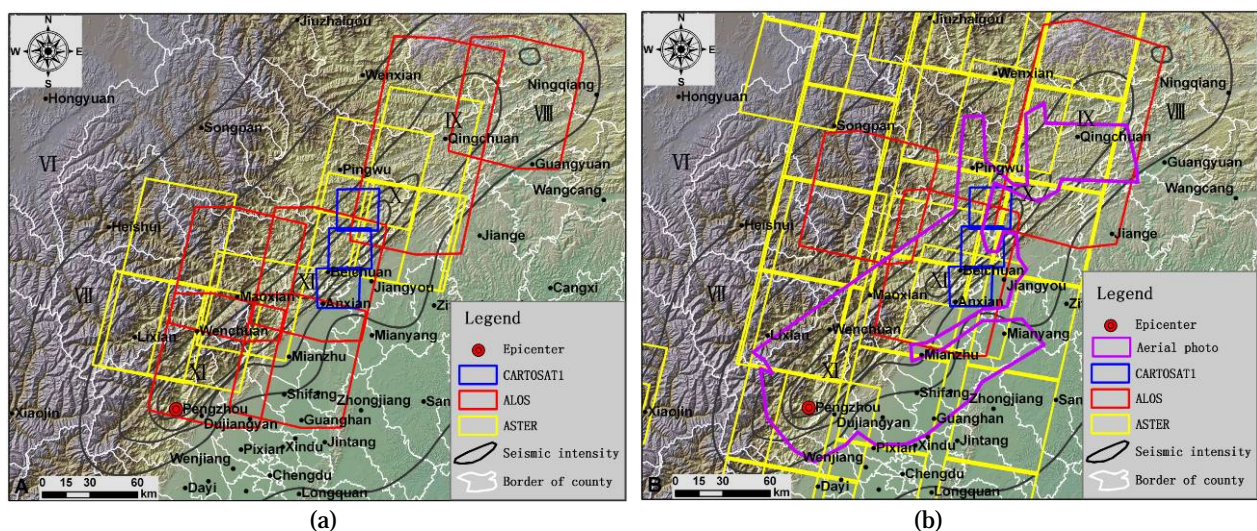 N
W E
S
Jiuzhaigou
Wenxian
Ningqiang
Hongyuan
Songpan
IX
VIII
Qingchuan
VI
Pingwu
Guangyuan
Wangcang
X
Heishui
Jiange
XI
Beichuan
VII
Maoxian
Jiangyou
Cangxi
Anxian
Zi
Lixian
Wenchuan
Mianyang
Mianzhu
XI
Shifang
Zhongjiang
San
Xiaojin
Pengzhou
Dujiangyan
Guanghan
Pixian
Xindu
Jintang
Wenjiang
Chengdu
Dayi
Longquan
Legend
Epicenter
CARTOSAT1
ALOS
ASTER
Seismic intensity
Border of county
A
0 15 30 60
km
(a)
N
W E
S
Jiuzhaigou
Wenxian
Ningqiang
Hongyuan
Songpan
IX
VIII
Qingchuan
VI
Pingwu
Guangyuan
Wangcang
X
Heishui
Jiange
XI
Beichuan
VII
Maoxian
Jiangyou
Anxian
Zi
Lixian
Wenchuan
Mianyang
Mianzhu
XI
Shifang
Zhongjiang
San
Xiaojin
Pengzhou
Dujiangyan
Guanghan
Pixian
Xindu
Jintang
Wenjiang
Chengdu
Dayi
Longquan
Legend
Epicenter
Aerial photo
CARTOSAT1
ALOS
ASTER
Seismic intensity
Border of county
B
0 15 30 60
km
(b)